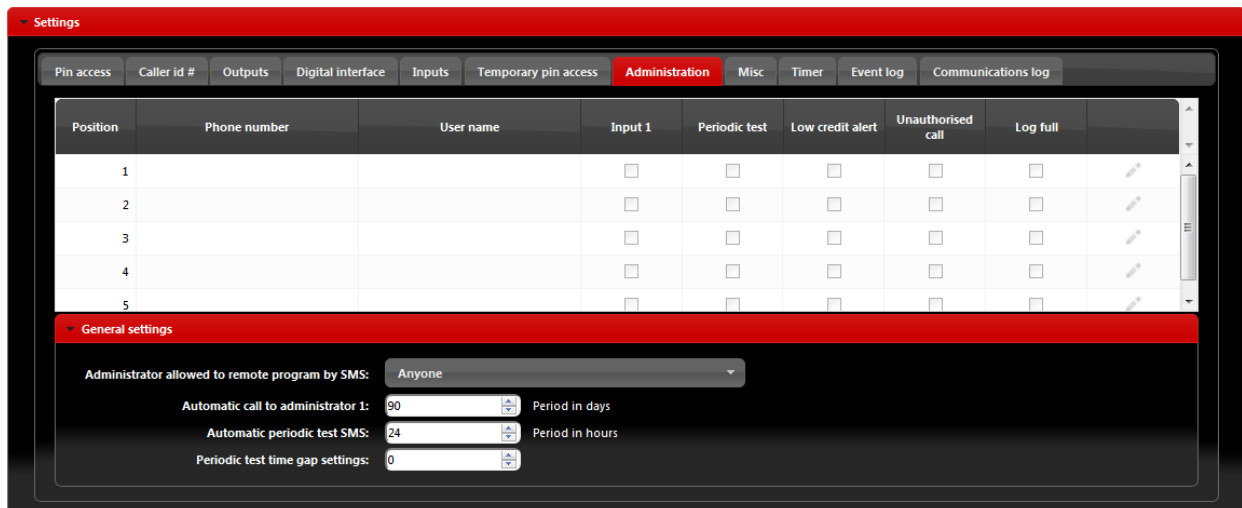 Settings
Pin access Caller id # Outputs Digital interface Inputs Temporary pin access Administration Misc Timer Event log Communications log
Position Phone number User name Input 1 Periodic test Low credit alert Unauthorised call Log full
1
2
3
4
5
General settings
Administrator allowed to remote program by SMS: Anyone
Automatic call to administrator 1: 90 Period in days
Automatic periodic test SMS: 24 Period in hours
Periodic test time gap settings: 0